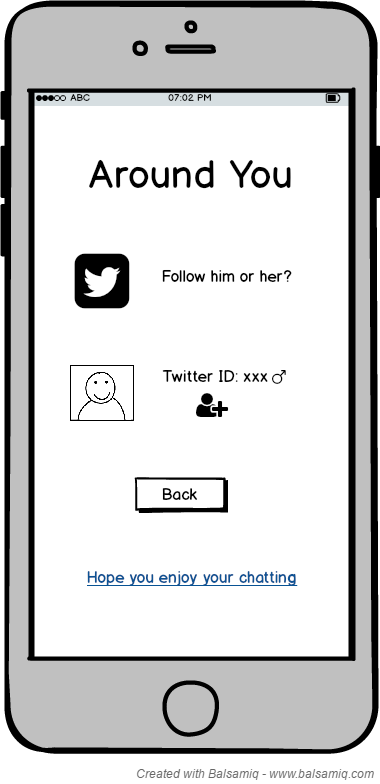 ABC 07:02 PM
Around You
Follow him or her?
Twitter ID: xxx ♂
Back
Hope you enjoy your chatting
Created with Balsamiq - www.balsamiq.com